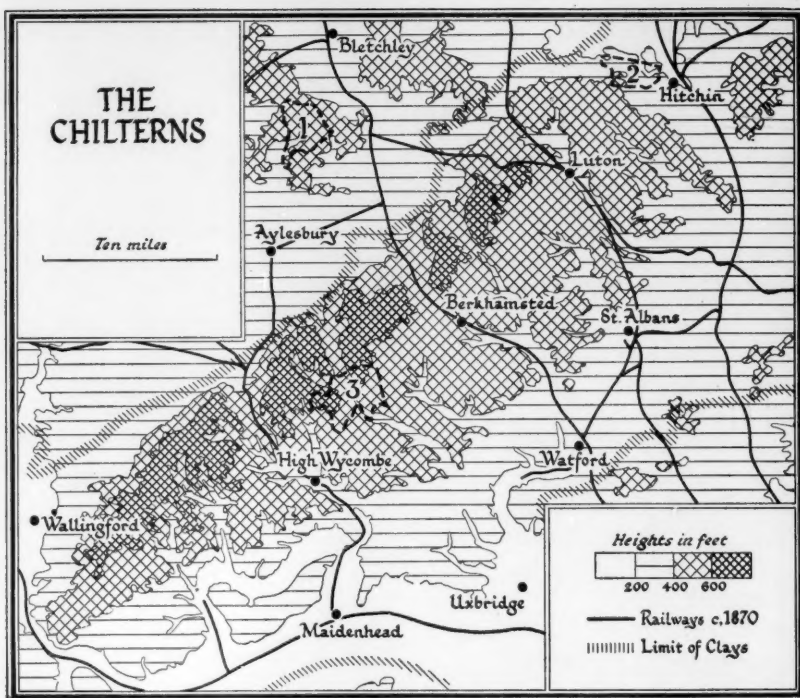 THE
CHILTERNS
Ten miles
Bletchley
1
2
Hitchin
Luton
Aylesbury
Berkhamsted
St. Albans
3
High Wycombe
Watford
Wallingford
Uxbridge
Maidenhead
Heights in feet
200 400 600
Railways c.1870
Limit of Clays